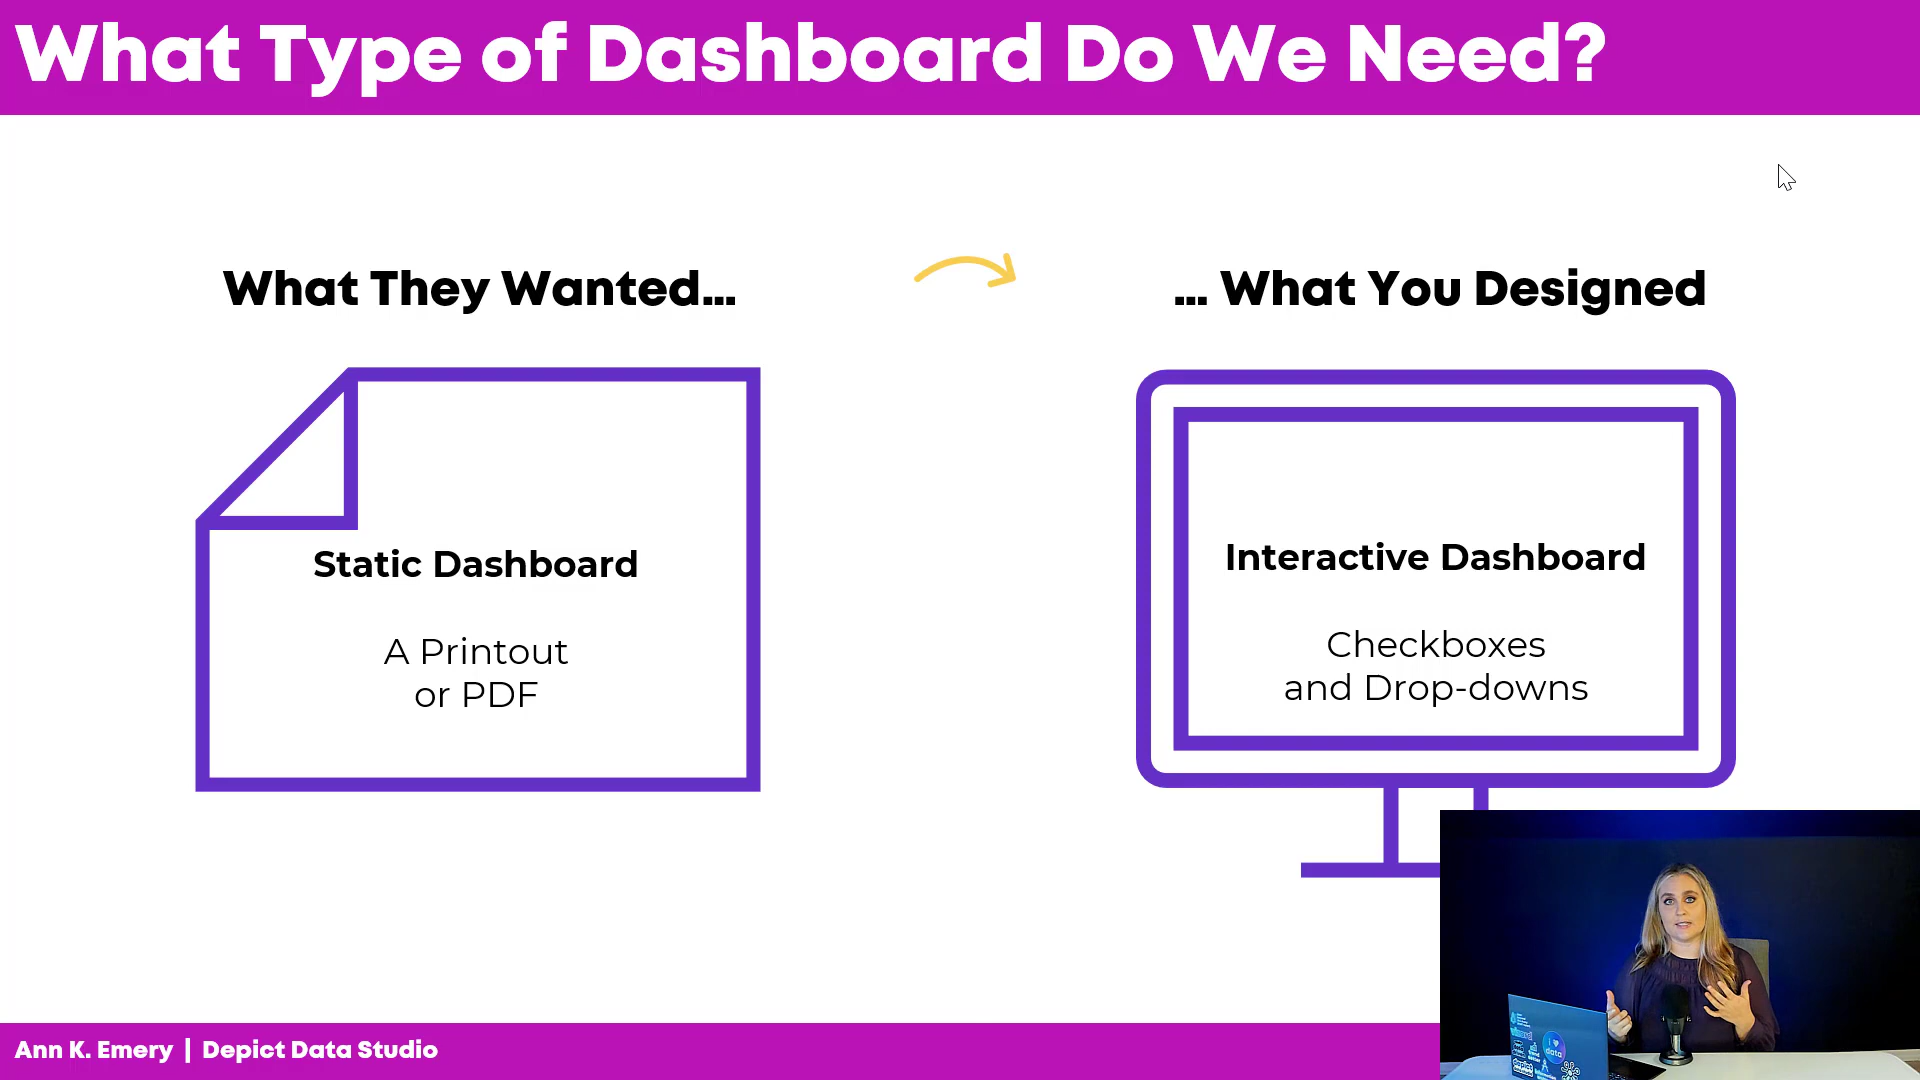 What Type of Dashboard Do We Need?
What They Wanted...
... What You Designed
Static Dashboard
A Printout
or PDF
Interactive Dashboard
Checkboxes
and Drop-downs
Ann K. Emery | Depict Data Studio
i
data